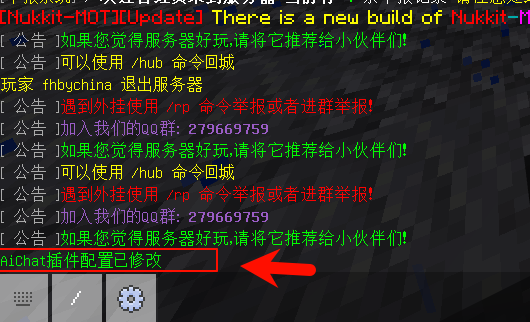 [Nukkit-MOT][Update] There is a new build of Nukkit-M
[ 公告 ]如果您觉得服务器好玩,请将它推荐给小伙伴们!
[ 公告 ]可以使用 /hub 命令回城
玩家 fhbychina 退出服务器
[ 公告 ]遇到外挂使用 /rp 命令举报或者进群举报!
[ 公告 ]加入我们的QQ群: 279669759
[ 公告 ]如果您觉得服务器好玩,请将它推荐给小伙伴们!
[ 公告 ]可以使用 /hub 命令回城
[ 公告 ]遇到外挂使用 /rp 命令举报或者进群举报!
[ 公告 ]加入我们的QQ群: 279669759
[ 公告 ]如果您觉得服务器好玩,请将它推荐给小伙伴们!
AiChat插件配置已修改
/